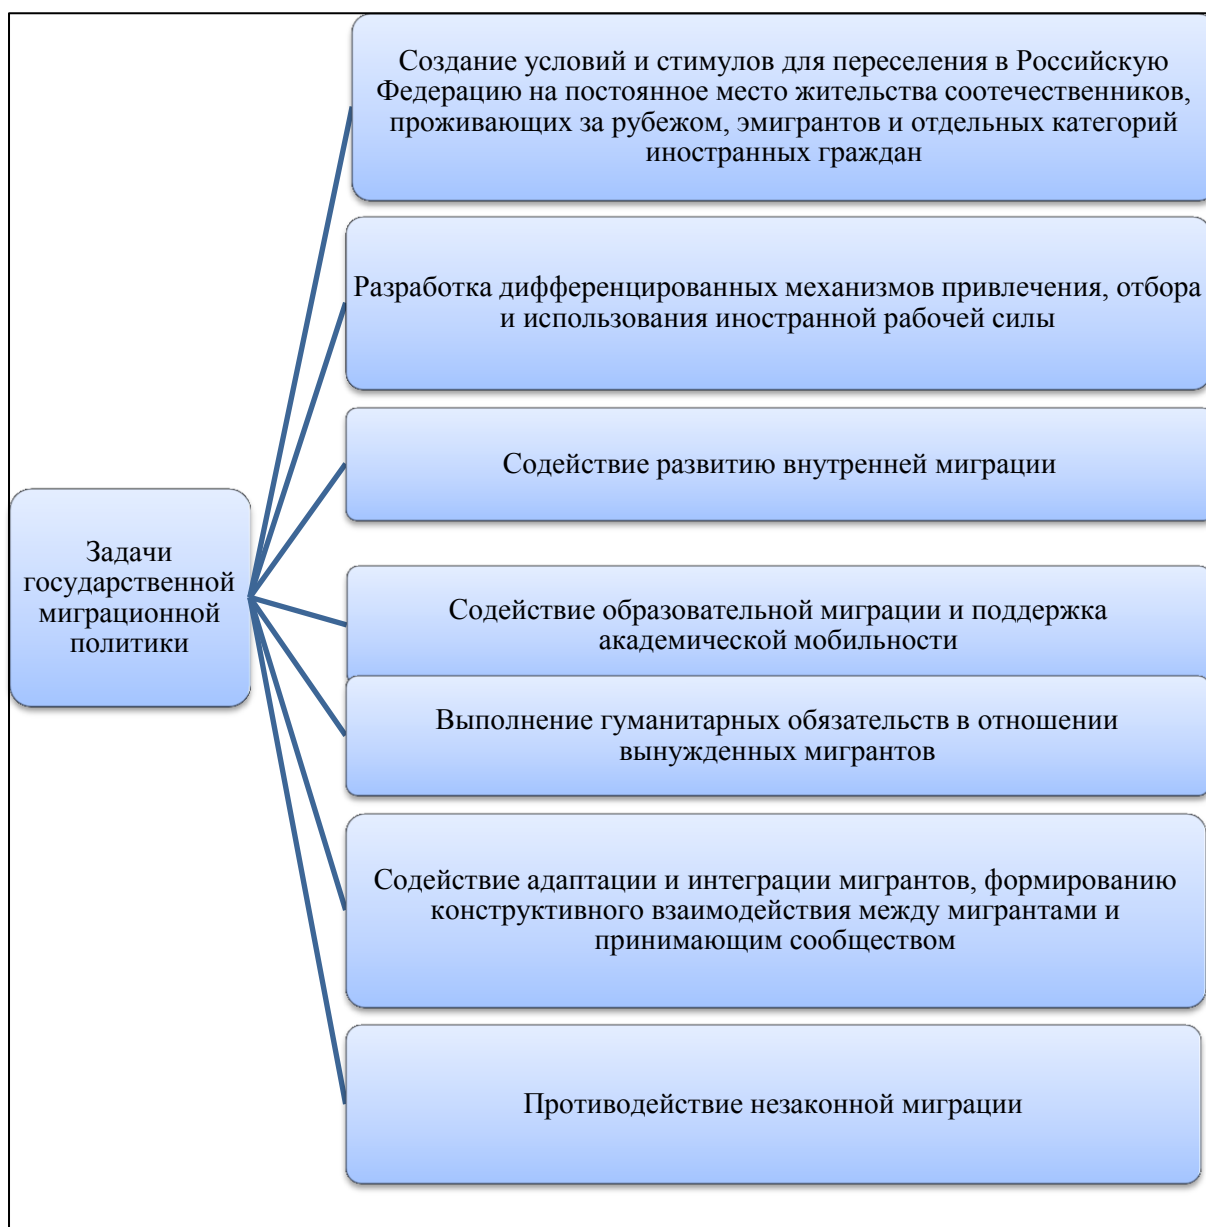 Создание условий и стимулов для переселения в Российскую
Федерацию на постоянное место жительства соотечественников,
проживающих за рубежом, эмигрантов и отдельных категорий
иностранных граждан
Разработка дифференцированных механизмов привлечения, отбора
и использования иностранной рабочей силы
Содействие развитию внутренней миграции
Задачи
государственной
миграционной
политики
Содействие образовательной миграции и поддержка
академической мобильности
Выполнение гуманитарных обязательств в отношении
вынужденных мигрантов
Содействие адаптации и интеграции мигрантов, формированию
конструктивного взаимодействия между мигрантами и
принимающим сообществом
Противодействие незаконной миграции